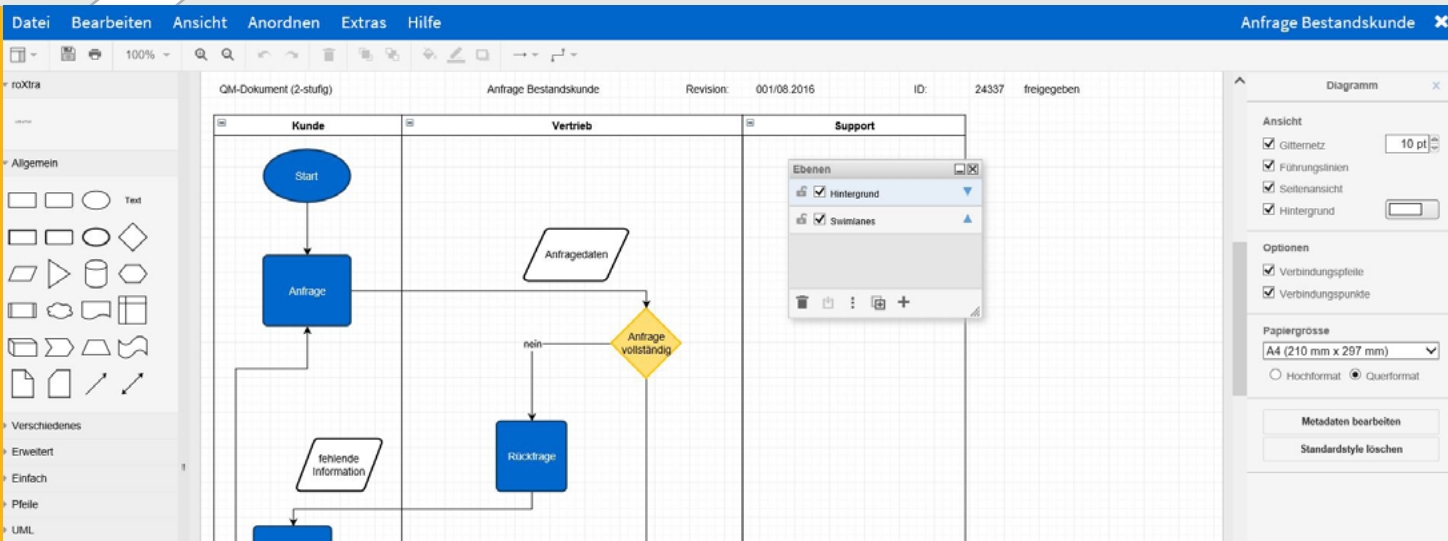 Datei Bearbeiten Ansicht Anordnen Extras Hilfe
Anfrage Bestandskunde
100%
roXtra
Allgemein
Text
Verschiedenes
Erweitert
Einfach
Pfeile
UML
QM-Dokument (2-stufig) Anfrage Bestandskunde Revision: 001/08.2016 ID: 24337 freigegeben
Kunde Vertrieb Support
Start
Anfragedaten
Anfrage
Anfrage
vollständig
nein
fehlende
Information
Rückfrage
Ebenen
Hintergrund
Swimlanes
Diagramm
Ansicht
Gitternetz 10 pt
Führungslinien
Seitenansicht
Hintergrund
Optionen
Verbindungspfeile
Verbindungspunkte
Papiergrösse
A4 (210 mm x 297 mm)
Hochformat Querformat
Metadaten bearbeiten
Standardstyle löschen